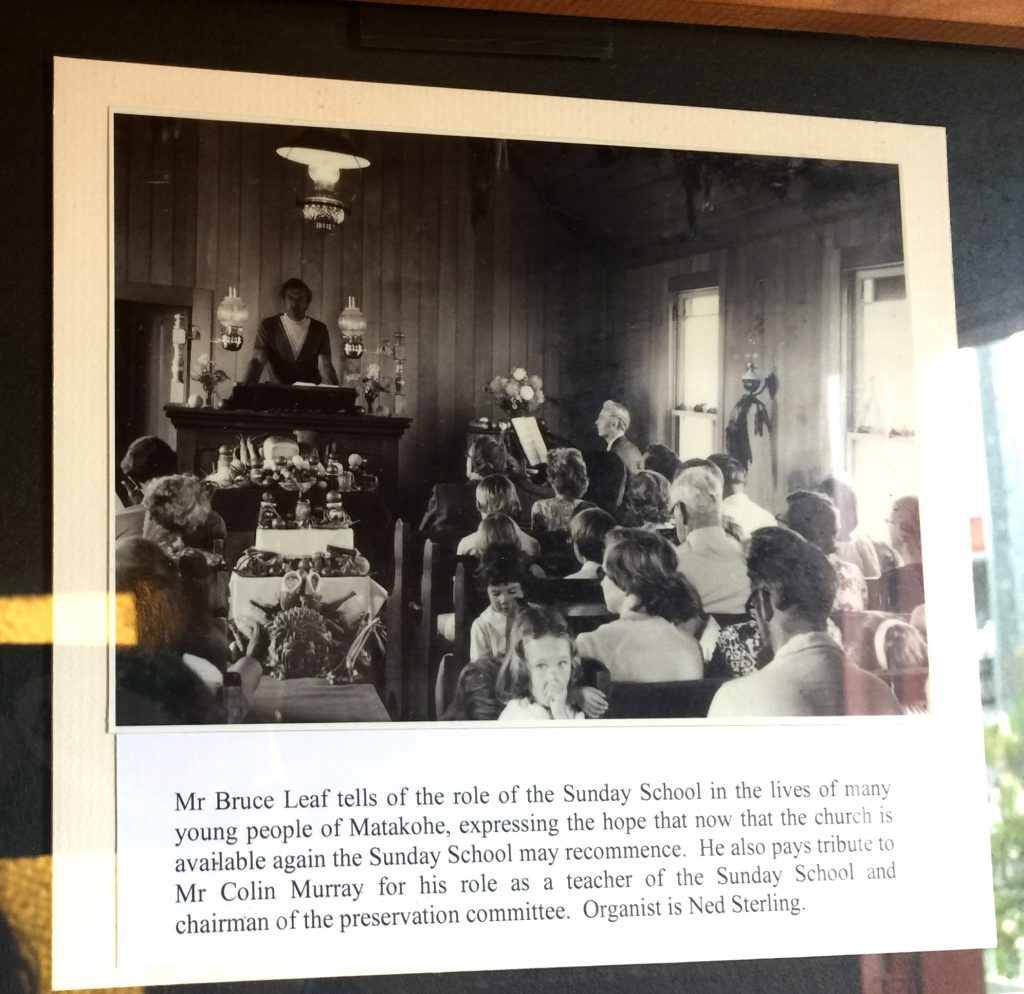 Mr Bruce Leaf tells of the role of the Sunday School in the lives of many
young people of Matakohe, expressing the hope that now that the church is
available again the Sunday School may recommence. He also pays tribute to
Mr Colin Murray for his role as a teacher of the Sunday School and
chairman of the preservation committee. Organist is Ned Sterling.